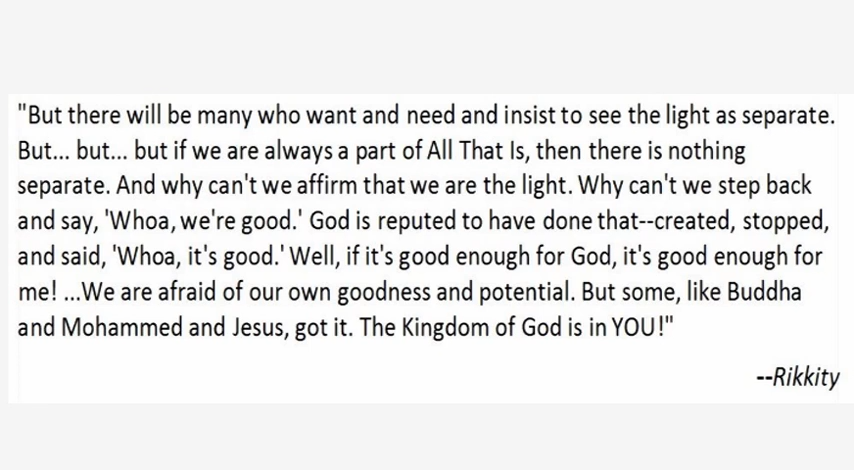 "But there will be many who want and need and insist to see the light as separate.
But... but... but if we are always a part of All That Is, then there is nothing
separate. And why can't we affirm that we are the light. Why can't we step back
and say, 'Whoa, we're good.' God is reputed to have done that--created, stopped,
and said, 'Whoa, it's good.' Well, if it's good enough for God, it's good enough for
me! ...We are afraid of our own goodness and potential. But some, like Buddha
and Mohammed and Jesus, got it. The Kingdom of God is in YOU!"
--Rikkity